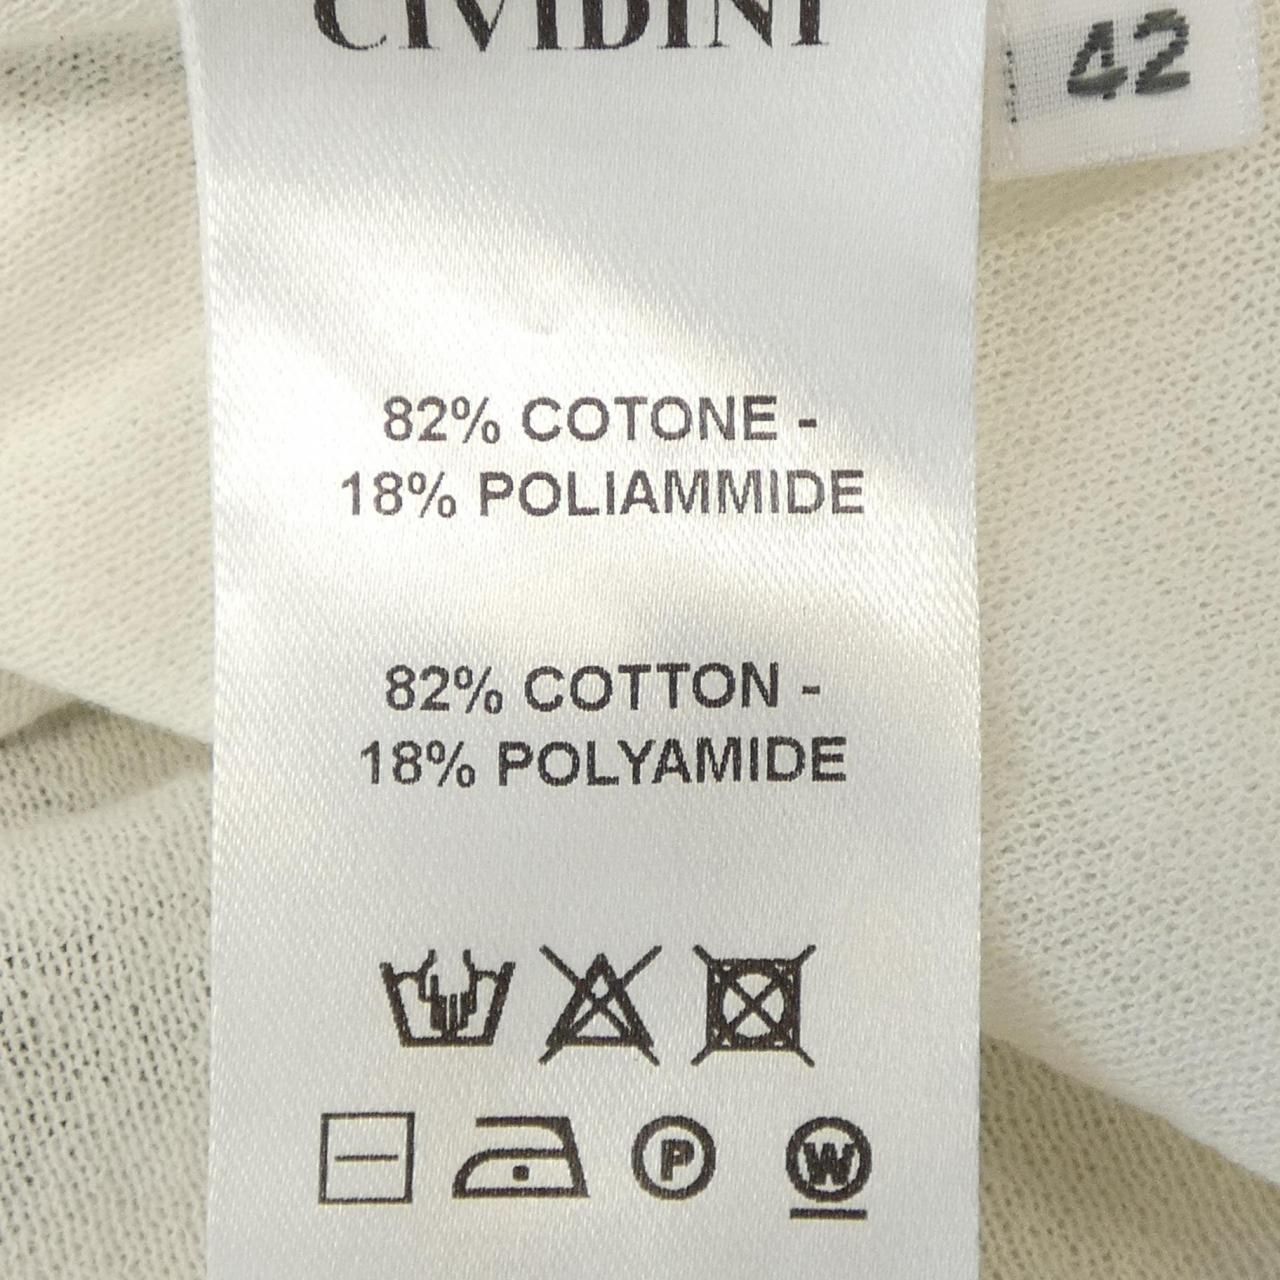 CIVIDINI
42
82% COTONE -
18% POLIAMMIDE
82% COTTON -
18% POLYAMIDE
P W